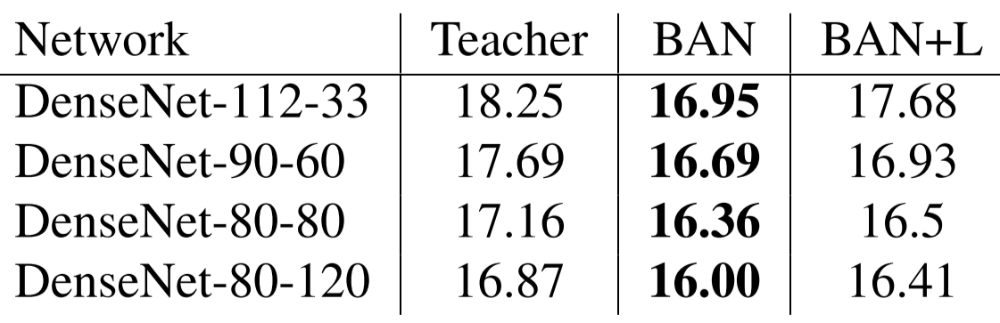 Network Teacher BAN BAN+L
DenseNet-112-33 18.25 16.95 17.68
DenseNet-90-60 17.69 16.69 16.93
DenseNet-80-80 17.16 16.36 16.5
DenseNet-80-120 16.87 16.00 16.41